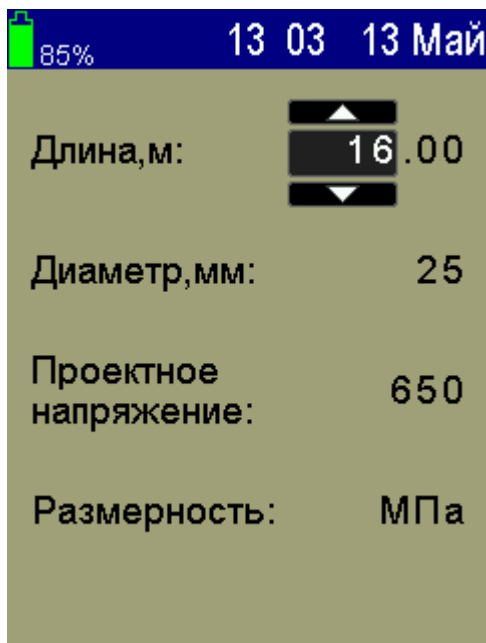 85% 13 03 13 Май
Длина,м: 16.00
Диаметр,мм: 25
Проектное
напряжение: 650
Размерность: МПа